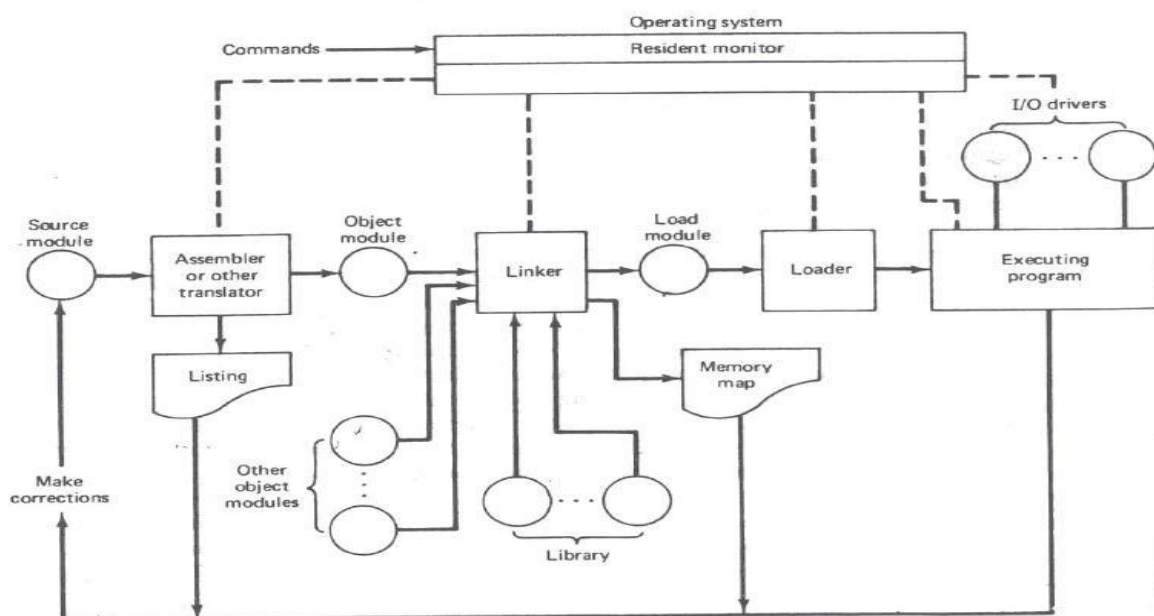 Operating system
Commands
Resident monitor
I/O drivers
Source
module
Assembler
or other
translator
Object
module
Linker
Load
module
Loader
Executing
program
Listing
Memory
map
Other
object
modules
Make
corrections
Library